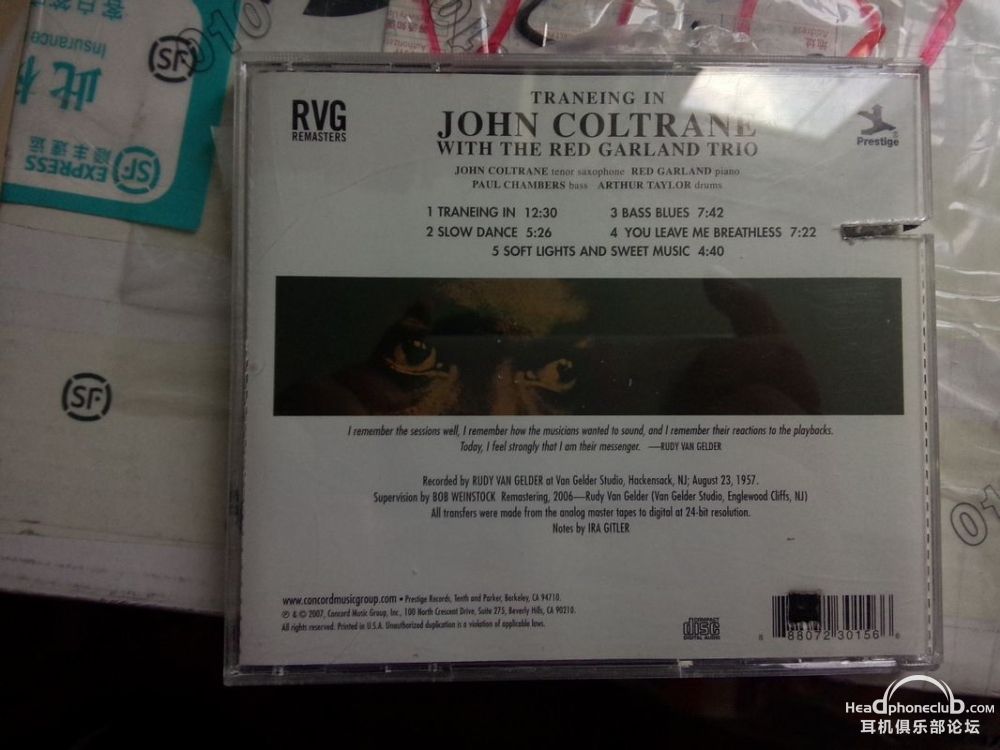 RVG
REMASTERS
TRANEING IN
JOHN COLTRANE
WITH THE RED GARLAND TRIO
Prestige
JOHN COLTRANE tenor saxophone RED GARLAND piano
PAUL CHAMBERS bass ARTHUR TAYLOR drums
1 TRANEING IN 12:30
3 BASS BLUES 7:42
2 SLOW DANCE 5:26
4 YOU LEAVE ME BREATHLESS 7:22
5 SOFT LIGHTS AND SWEET MUSIC 4:40
I remember the sessions well, I remember how the musicians wanted to sound, and I remember their reactions to the playbacks.
Today, I feel strongly that I am their messenger. —RUDY VAN GELDER
Recorded by RUDY VAN GELDER at Van Gelder Studio, Hackensack, NJ; August 23, 1957.
Supervision by BOB WEINSTOCK Remastering, 2006—Rudy Van Gelder (Van Gelder Studio, Englewood Cliffs, NJ)
All transfers were made from the analog master tapes to digital at 24-bit resolution.
Notes by IRA GITLER
www.concordmusicgroup.com • Prestige Records, Tenth and Parker, Berkeley, CA 94710.
℗ & © 2007, Concord Music Group, Inc., 100 North Crescent Drive, Suite 275, Beverly Hills, CA 90210.
All rights reserved. Printed in U.S.A. Unauthorized duplication is a violation of applicable laws.
COMPACT
disc
DIGITAL AUDIO
8 88072 30156 6
Insurance
SF
EXPRESS
顺丰速运
SF
SF
010
010
Headphoneclub.com
耳机俱乐部论坛